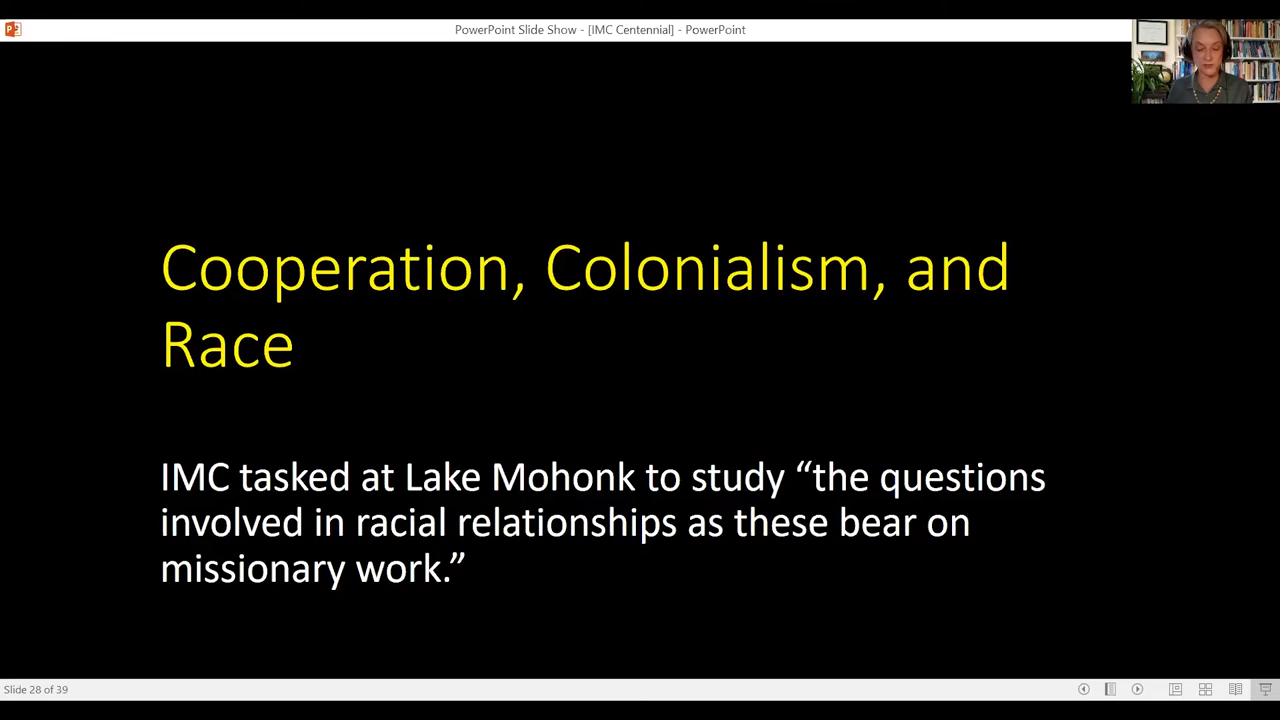 PowerPoint Slide Show - [IMC Centennial] - PowerPoint
Cooperation, Colonialism, and
Race
IMC tasked at Lake Mohonk to study “the questions
involved in racial relationships as these bear on
missionary work.”
Slide 28 of 39